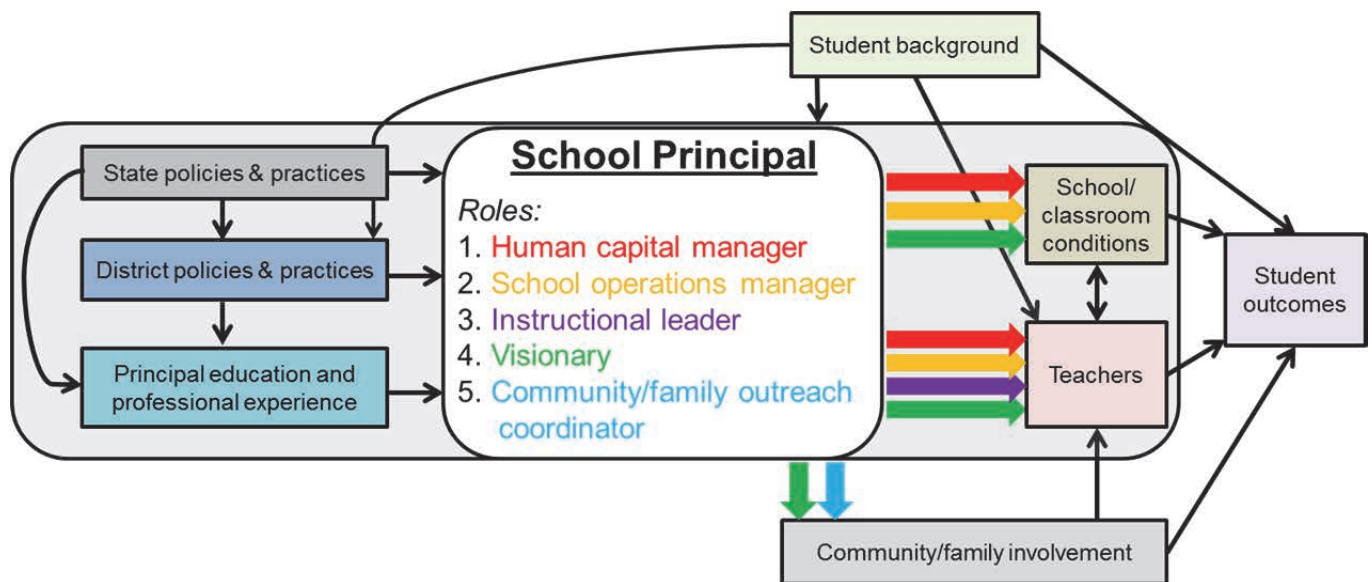 Student background
State policies & practices
District policies & practices
Principal education and
professional experience
School Principal
Roles:
1. Human capital manager
2. School operations manager
3. Instructional leader
4. Visionary
5. Community/family outreach
coordinator
School/
classroom
conditions
Teachers
Student
outcomes
Community/family involvement